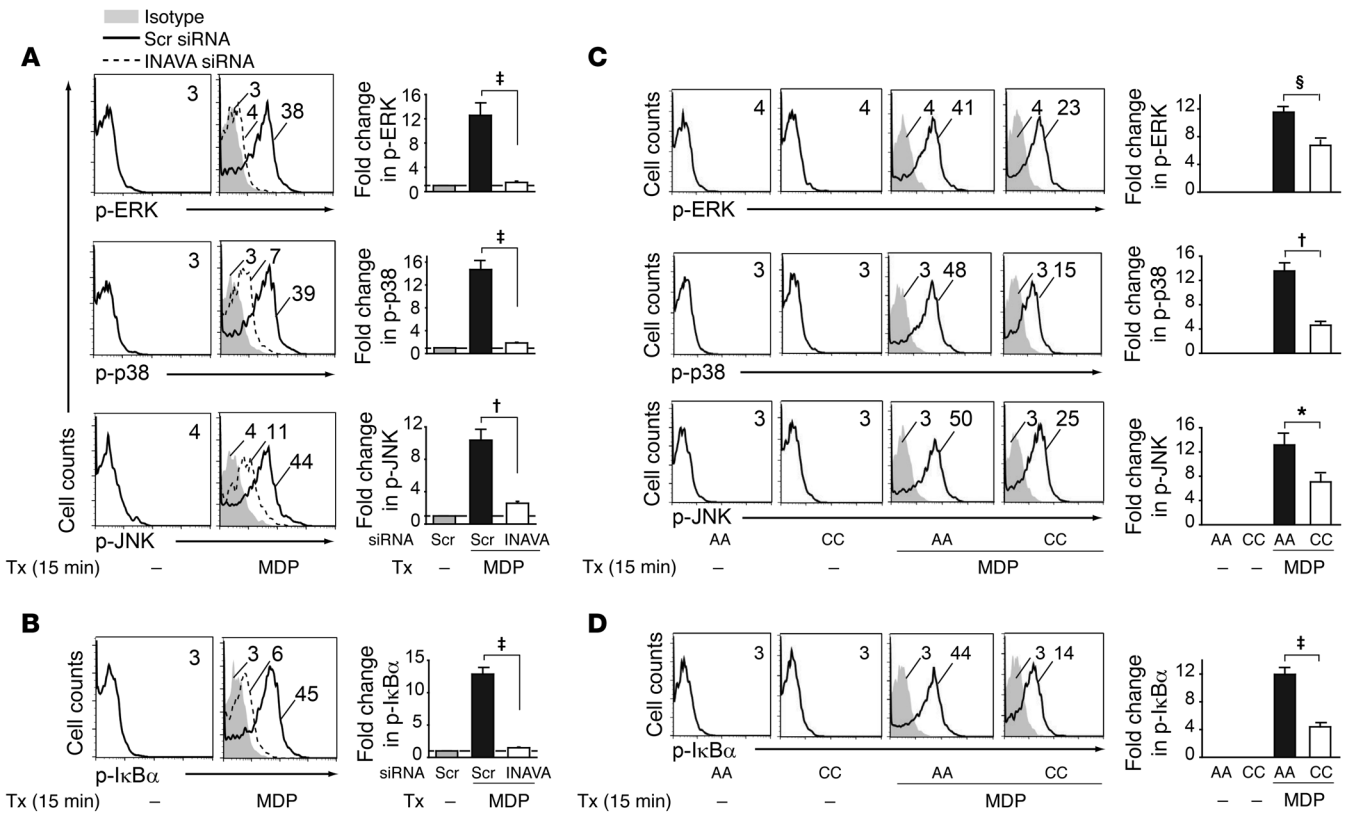 Isotype
Scr siRNA
INAVA siRNA
A
3
3
4
38
p-ERK
Fold change
in p-ERK
16
12
8
4
0
‡
3
3
7
39
p-p38
Fold change
in p-p38
16
12
8
4
0
‡
4
4
11
44
p-JNK
Cell counts
Fold change
in p-JNK
12
8
4
0
†
siRNA Scr Scr INAVA
Tx (15 min) – MDP Tx – MDP
B
Cell counts
3
3
6
45
p-IκBα
Fold change
in p-IκBα
15
10
5
0
‡
siRNA Scr Scr INAVA
Tx (15 min) – MDP Tx – MDP
C
Cell counts
4
4
4 41
4 23
p-ERK
Fold change
in p-ERK
12
8
4
0
§
Cell counts
3
3
3 48
3 15
p-p38
Fold change
in p-p38
16
12
8
4
0
†
Cell counts
3
3
3 50
3 25
p-JNK
Fold change
in p-JNK
16
12
8
4
0
*
AA CC AA CC AA CC AA CC
Tx (15 min) – – MDP – – MDP
D
Cell counts
3
3
3 44
3 14
p-IκBα
Fold change
in p-IκBα
12
8
4
0
‡
AA CC AA CC AA CC AA CC
Tx (15 min) – – MDP – – MDP